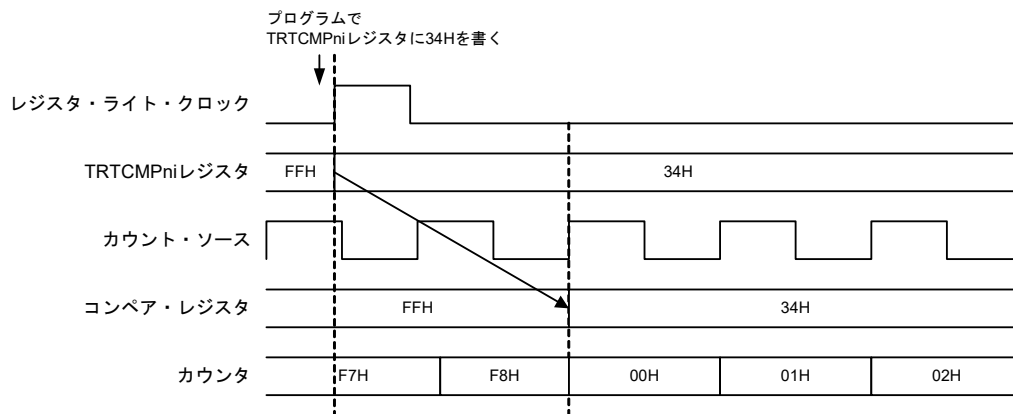 プログラムで
TRTCMPniレジスタに34Hを書く
レジスタ・ライト・クロック
TRTCMPniレジスタ
FFH
34H
カウント・ソース
コンペア・レジスタ
FFH
34H
カウンタ
F7H
F8H
00H
01H
02H